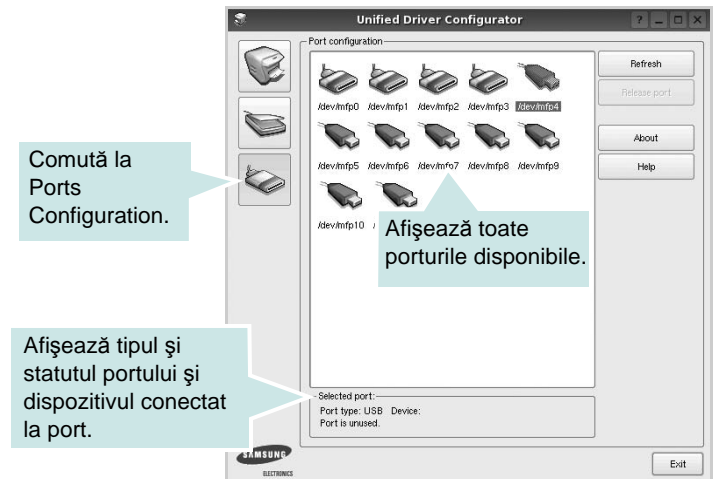 Unified Driver Configurator
Port configuration
/dev/mfp0 /dev/mfp1 /dev/mfp2 /dev/mfp3 /dev/mfp4
/dev/mfp5 /dev/mfp6 /dev/mfp7 /dev/mfp8 /dev/mfp9
/dev/mfp10 /
Refresh
Release port
About
Help
Comută la
Ports
Configuration.
Afişează toate
porturile disponibile.
Afişează tipul şi
statutul portului şi
dispozitivul conectat
la port.
Selected port:
Port type: USB Device:
Port is unused.
SAMSUNG
ELECTRONICS
Exit